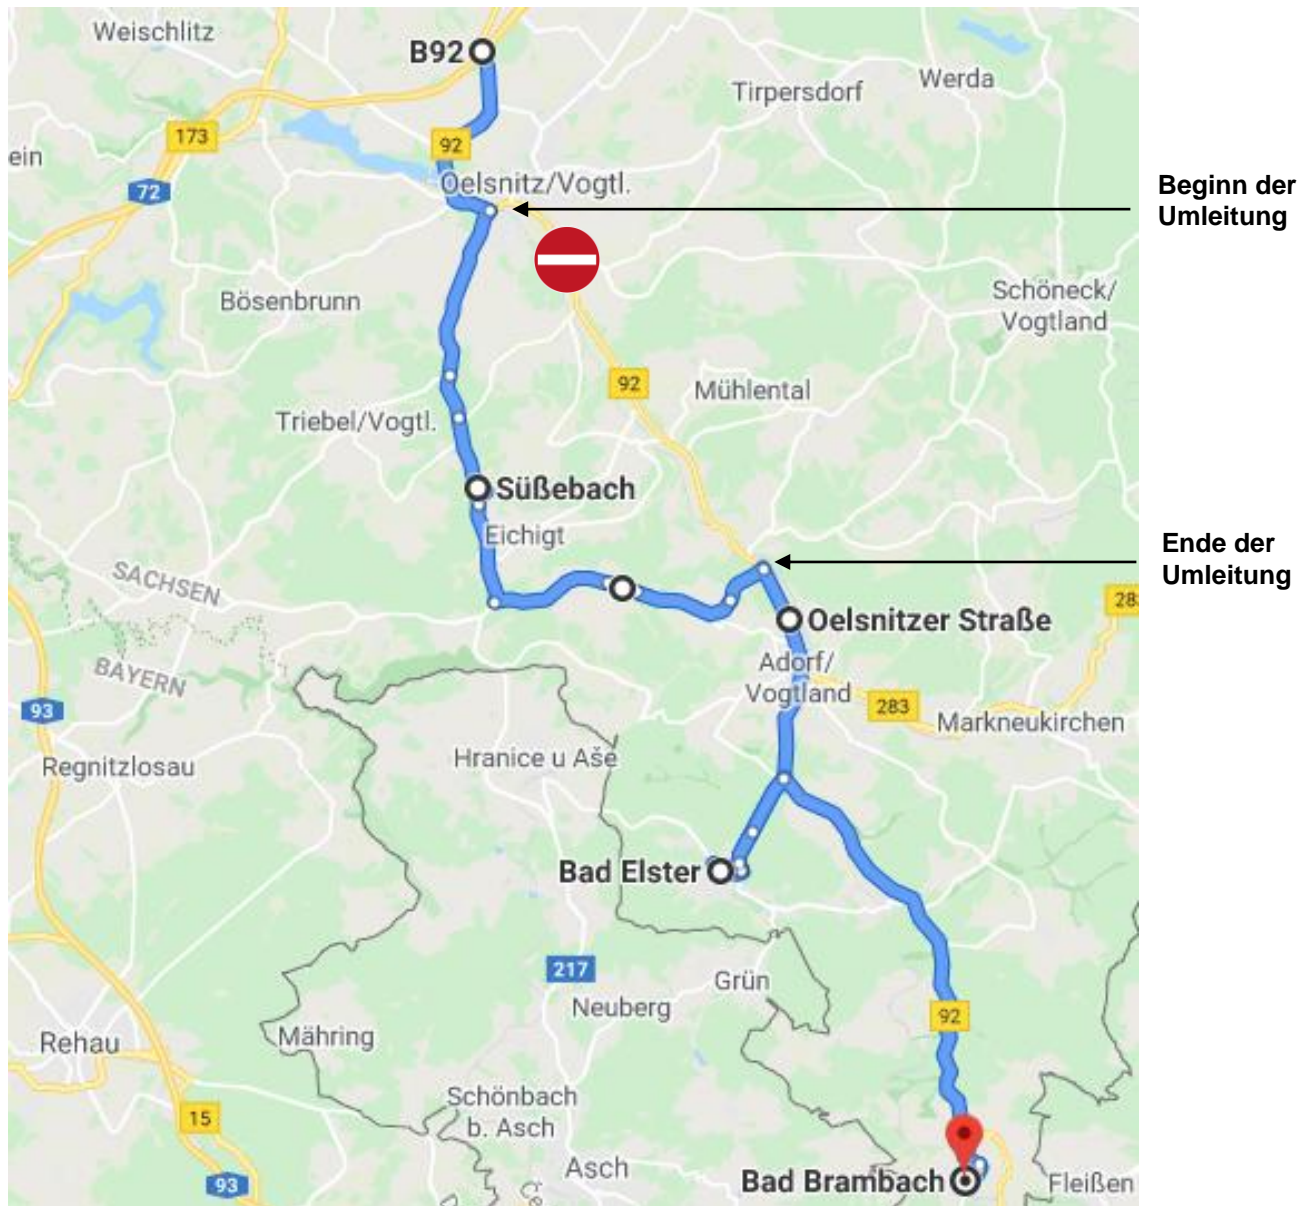 Weischlitz
B92
Werda
Tirpersdorf
173
92
ein
72
Oelsnitz/Vogtl.
Beginn der
Umleitung
Bösenbrunn
Schöneck/
Vogtland
92
Mühlental
Triebel/Vogtl.
Süßebach
Eichigt
Ende der
Umleitung
SACHSEN
28
Oelsnitzer Straße
BAYERN
Adorf/
Vogtland
93
283
Markneukirchen
Hranice u Aše
Regnitzlosau
Bad Elster
217
Grün
Neuberg
92
Mähring
Rehau
Schönbach
b. Asch
15
Asch
Bad Brambach
Fleißen
93